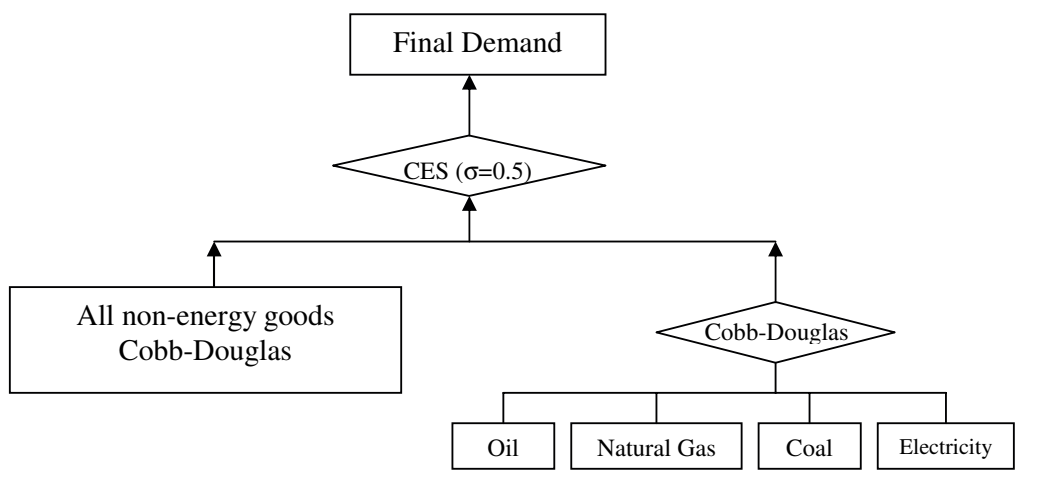 Final Demand
CES (σ=0.5)
All non-energy goods
Cobb-Douglas
Cobb-Douglas
Oil
Natural Gas
Coal
Electricity